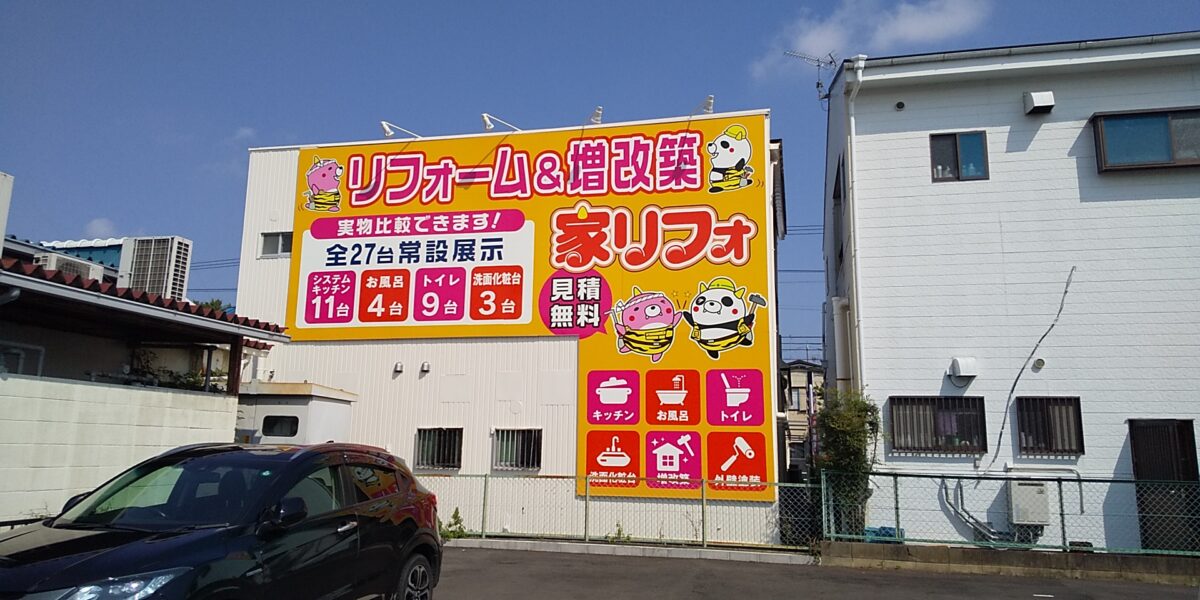 リフォーム&増改築
実物比較できます!
全27台常設展示
システム
キッチン
11台
お風呂
4台
トイレ
9台
洗面化粧台
3台
家リフォ
見積
無料
キッチン
お風呂
トイレ
洗面化粧台
増改築
外壁塗装